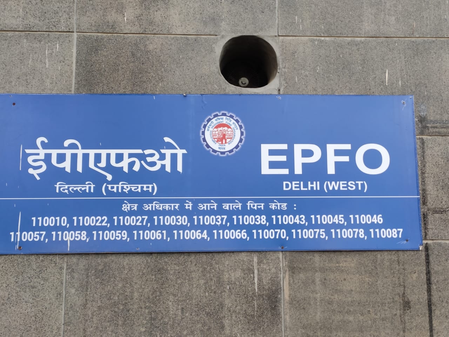 ईपीएफओ
दिल्ली (पश्चिम)
EPFO
DELHI (WEST)
क्षेत्र अधिकार में आने वाले पिन कोड :
110010, 110022, 110027, 110030, 110037, 110038, 110043, 110045, 110046
110057, 110058, 110059, 110061, 110064, 110066, 110070, 110075, 110078, 110087